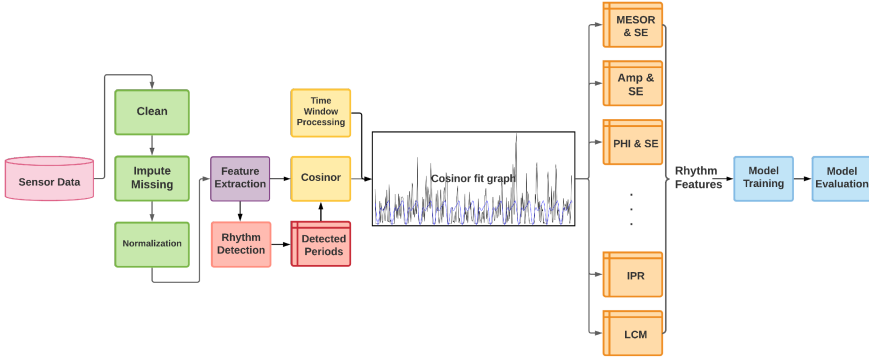 Sensor Data
Clean
Impute
Missing
Normalization
Feature
Extraction
Rhythm
Detection
Time
Window
Processing
Cosinor
Detected
Periods
Cosinor fit graph
MESOR
& SE
Amp &
SE
PHI & SE
.
.
.
IPR
LCM
Rhythm
Features
Model
Training
Model
Evaluation